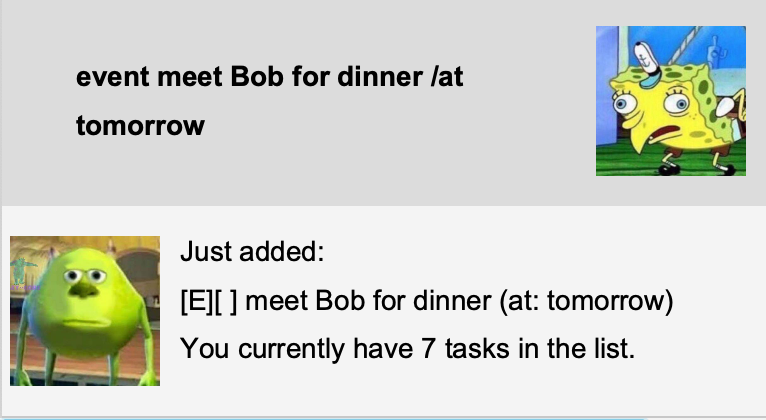 event meet Bob for dinner /at
tomorrow
Just added:
[E][ ] meet Bob for dinner (at: tomorrow)
You currently have 7 tasks in the list.